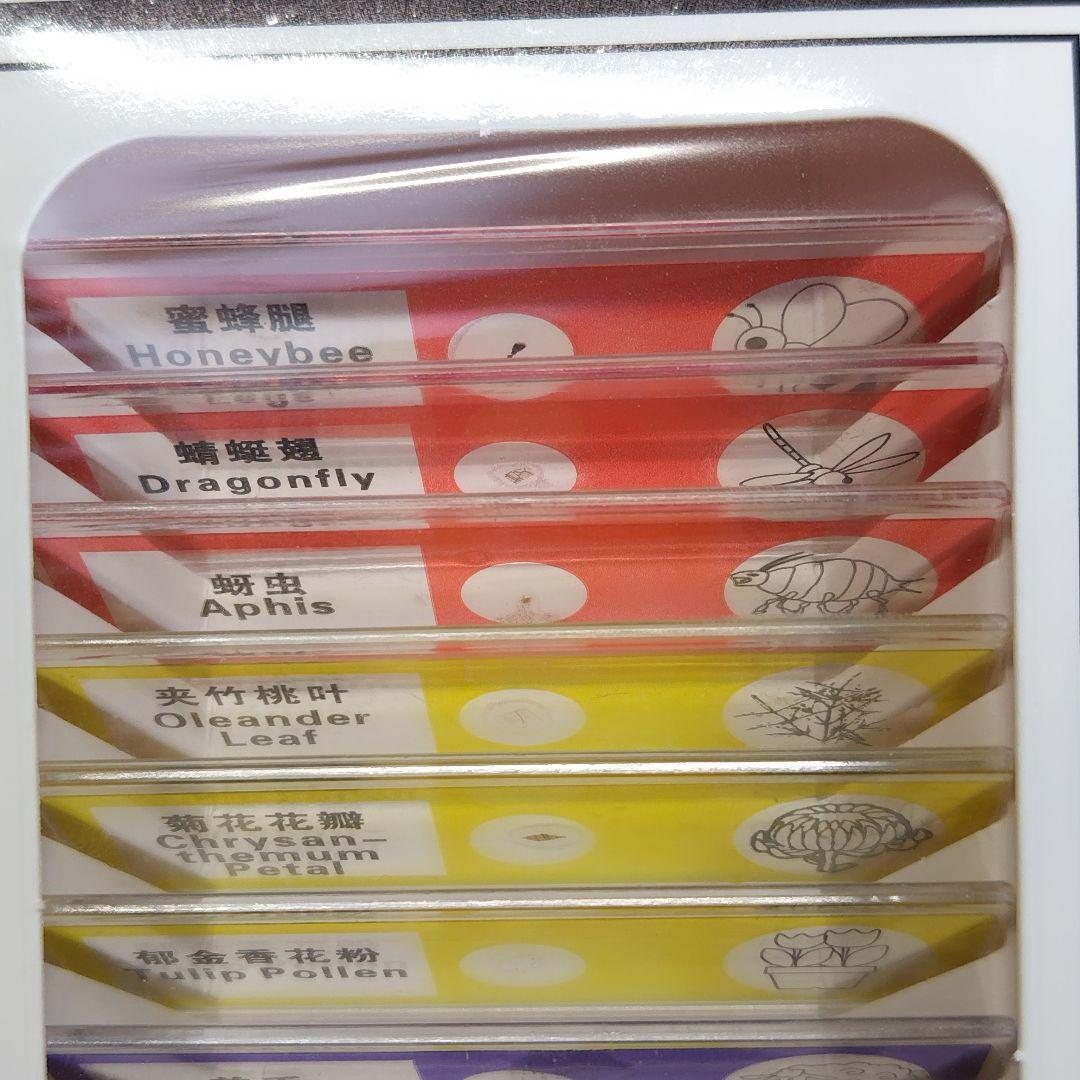 蜜蜂腿
Honeybee
Legs
蜻蜓翅
Dragonfly
蚜虫
Aphis
夹竹桃叶
Oleander
Leaf
菊花花瓣
Chrysan-
themum
Petal
郁金香花粉
Tulip Pollen